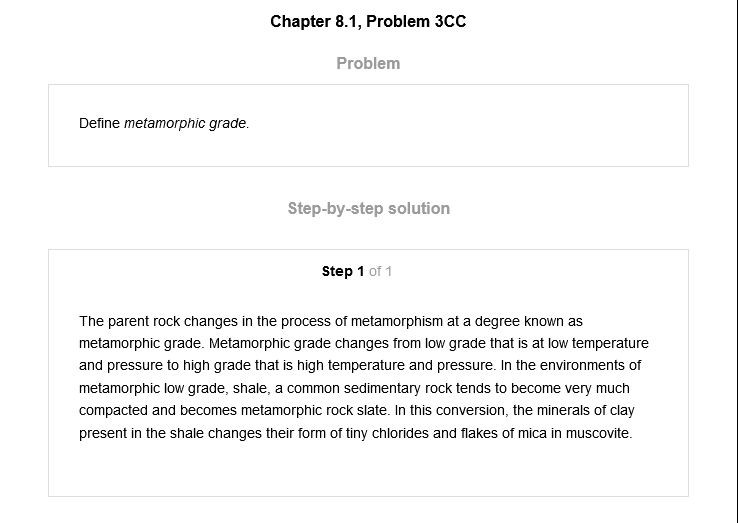 Chapter 8.1, Problem 3CC
Problem
Define metamorphic grade.
Step-by-step solution
Step 1 of 1
The parent rock changes in the process of metamorphism at a degree known as
metamorphic grade. Metamorphic grade changes from low grade that is at low temperature
and pressure to high grade that is high temperature and pressure. In the environments of
metamorphic low grade, shale, a common sedimentary rock tends to become very much
compacted and becomes metamorphic rock slate. In this conversion, the minerals of clay
present in the shale changes their form of tiny chlorides and flakes of mica in muscovite.